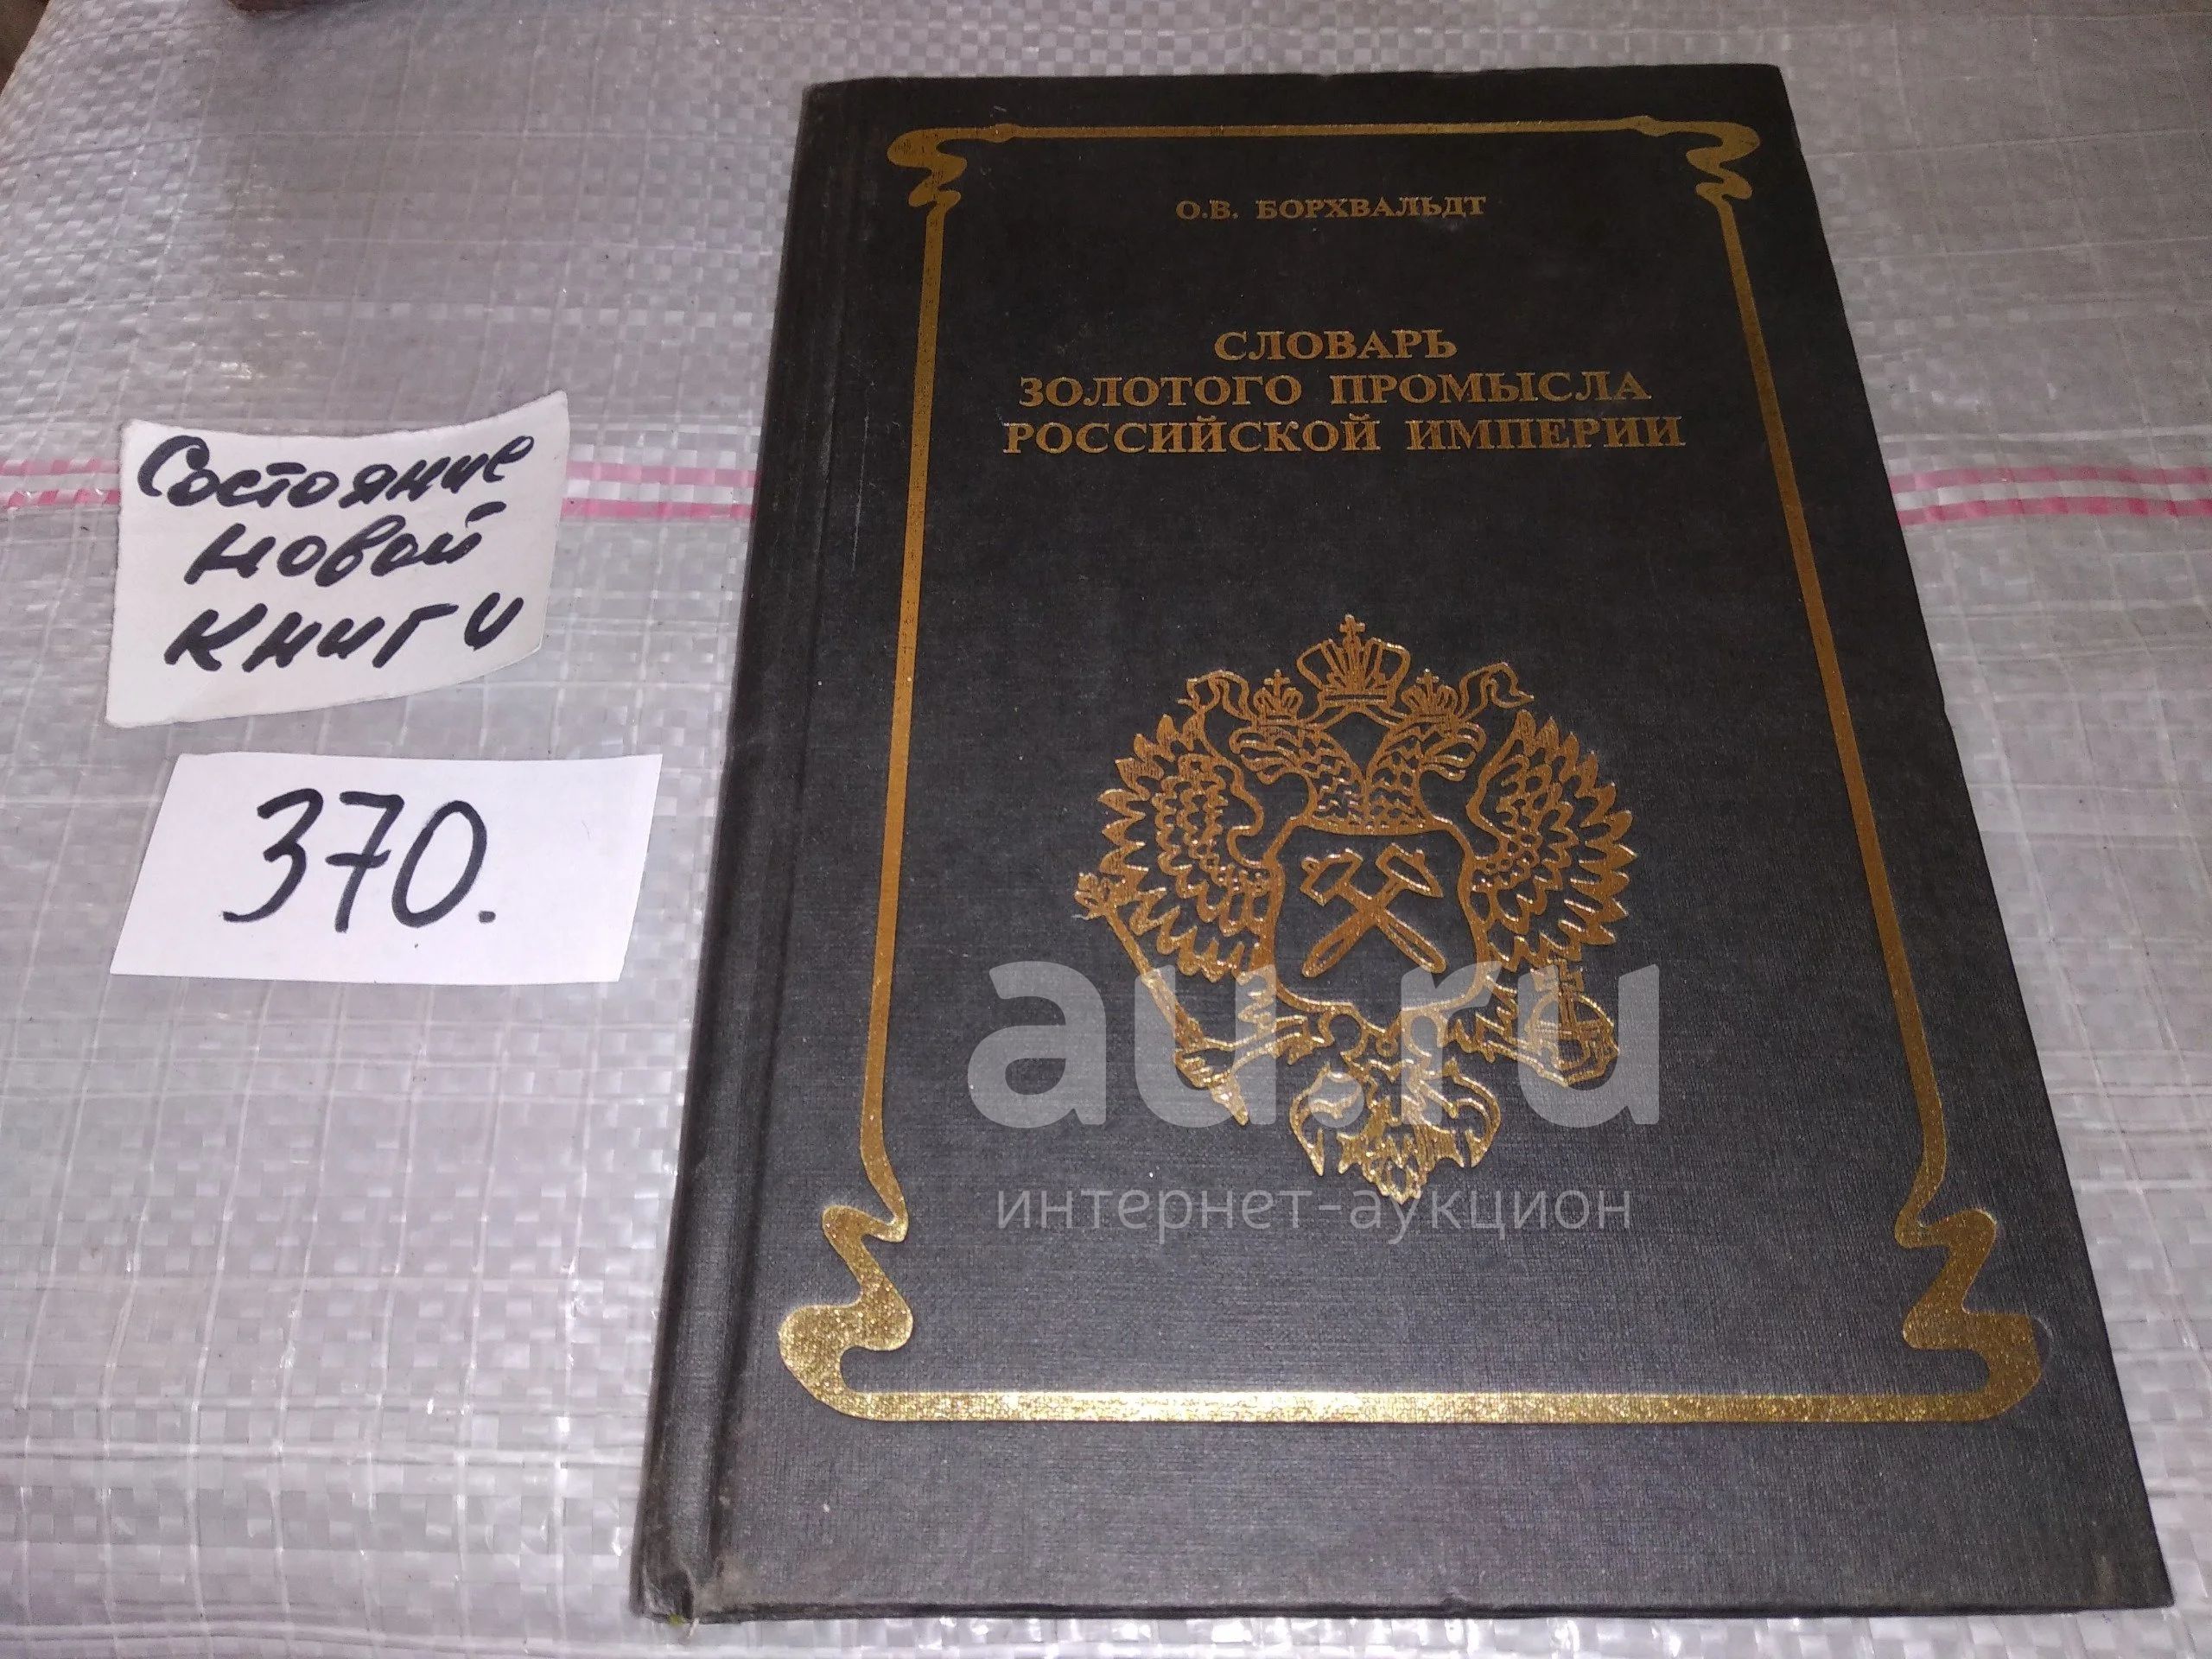 О.В. БОРХВАЛЬДТ
СЛОВАРЬ
ЗОЛОТОГО ПРОМЫСЛА
РОССИЙСКОЙ ИМПЕРИИ
Состояние
новой
книги
370.
au.ru
интернет-аукцион